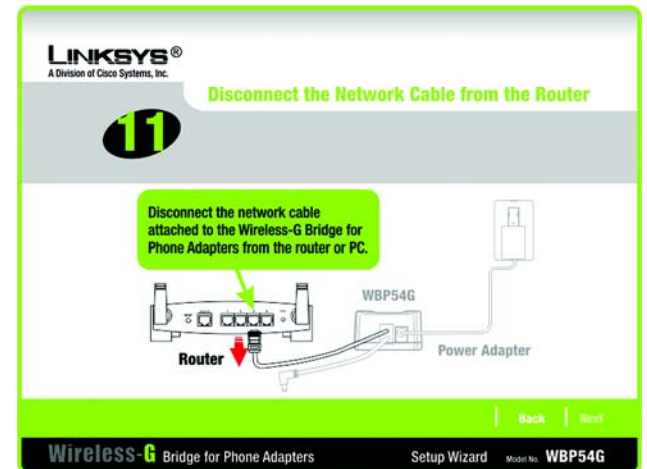 LINKSYS®
A Division of Cisco Systems, Inc.
Disconnect the Network Cable from the Router
11
Disconnect the network cable
attached to the Wireless-G Bridge for
Phone Adapters from the router or PC.
WBP54G
Router
Power Adapter
Back
Next
Wireless-G Bridge for Phone Adapters
Setup Wizard
Model No. WBP54G